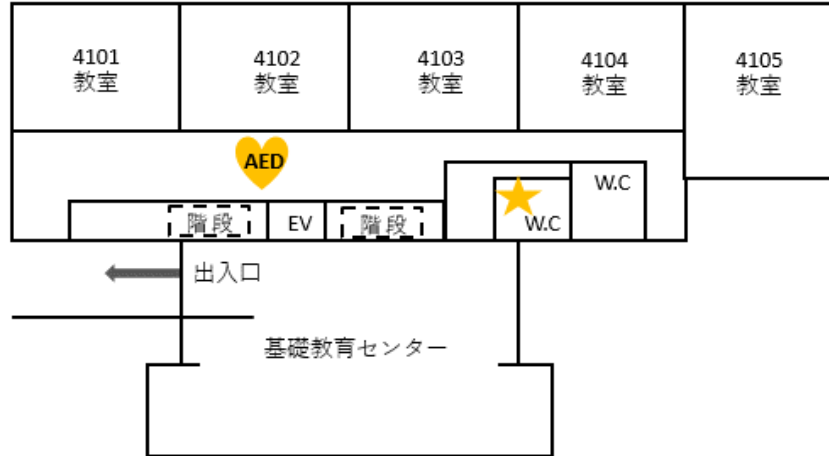 4101
教室
4102
教室
4103
教室
4104
教室
4105
教室
AED
W.C
階段
EV
階段
W.C
出入口
基礎教育センター